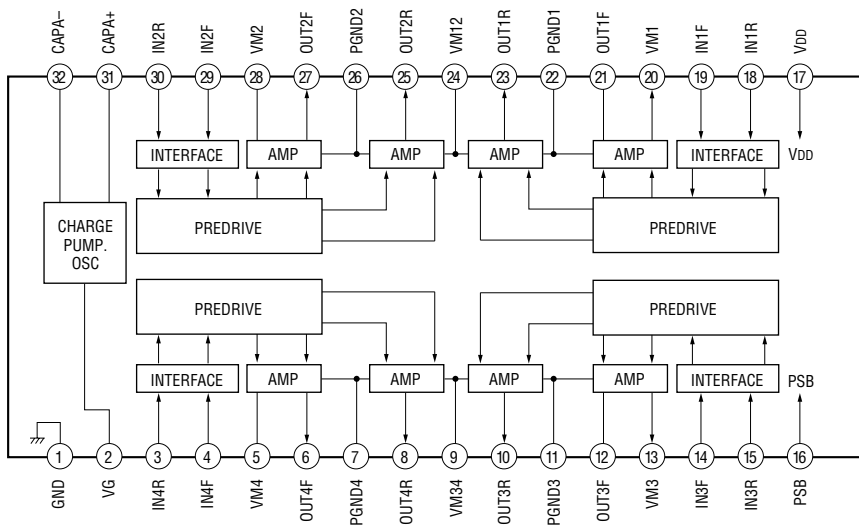 CAPA−
CAPA+
IN2R
IN2F
VM2
OUT2F
PGND2
OUT2R
VM12
OUT1R
PGND1
OUT1F
VM1
IN1F
IN1R
VDD
32
31
30
29
28
27
26
25
24
23
22
21
20
19
18
17
INTERFACE
AMP
AMP
AMP
AMP
INTERFACE
VDD
CHARGE
PUMP.
OSC
PREDRIVE
PREDRIVE
PREDRIVE
PREDRIVE
INTERFACE
AMP
AMP
AMP
AMP
INTERFACE
PSB
1
2
3
4
5
6
7
8
9
10
11
12
13
14
15
16
GND
VG
IN4R
IN4F
VM4
OUT4F
PGND4
OUT4R
VM34
OUT3R
PGND3
OUT3F
VM3
IN3F
IN3R
PSB